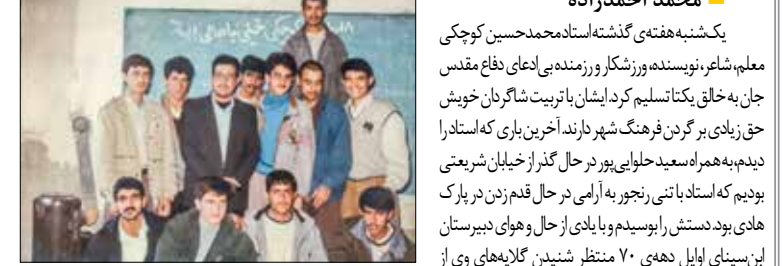 محمد احمدزاده
یک‌شنبه هفته‌ی گذشته استاد محمدحسین کوچکی
معلم، شاعر، نویسنده، ورزشکار و رزمنده بی‌ادعای دفاع مقدس
جان به خالق یکتا تسلیم کرد. ایشان با تربیت شاگردان خویش
حق زیادی بر گردن فرهنگ شهر دارند. آخرین باری که استاد را
دیدم، به همراه سعید حلوایی‌پور در حال گذر از خیابان شریعتی
بودیم که استاد با تنی رنجور به آرامی در حال قدم زدن در پارک
هادی بود. دستش را بوسیدم و با یادی از حال و هوای دبیرستان
ابن‌سینای اوایل دهه‌ی ۷۰ منتظر شنیدن گلایه‌های وی از